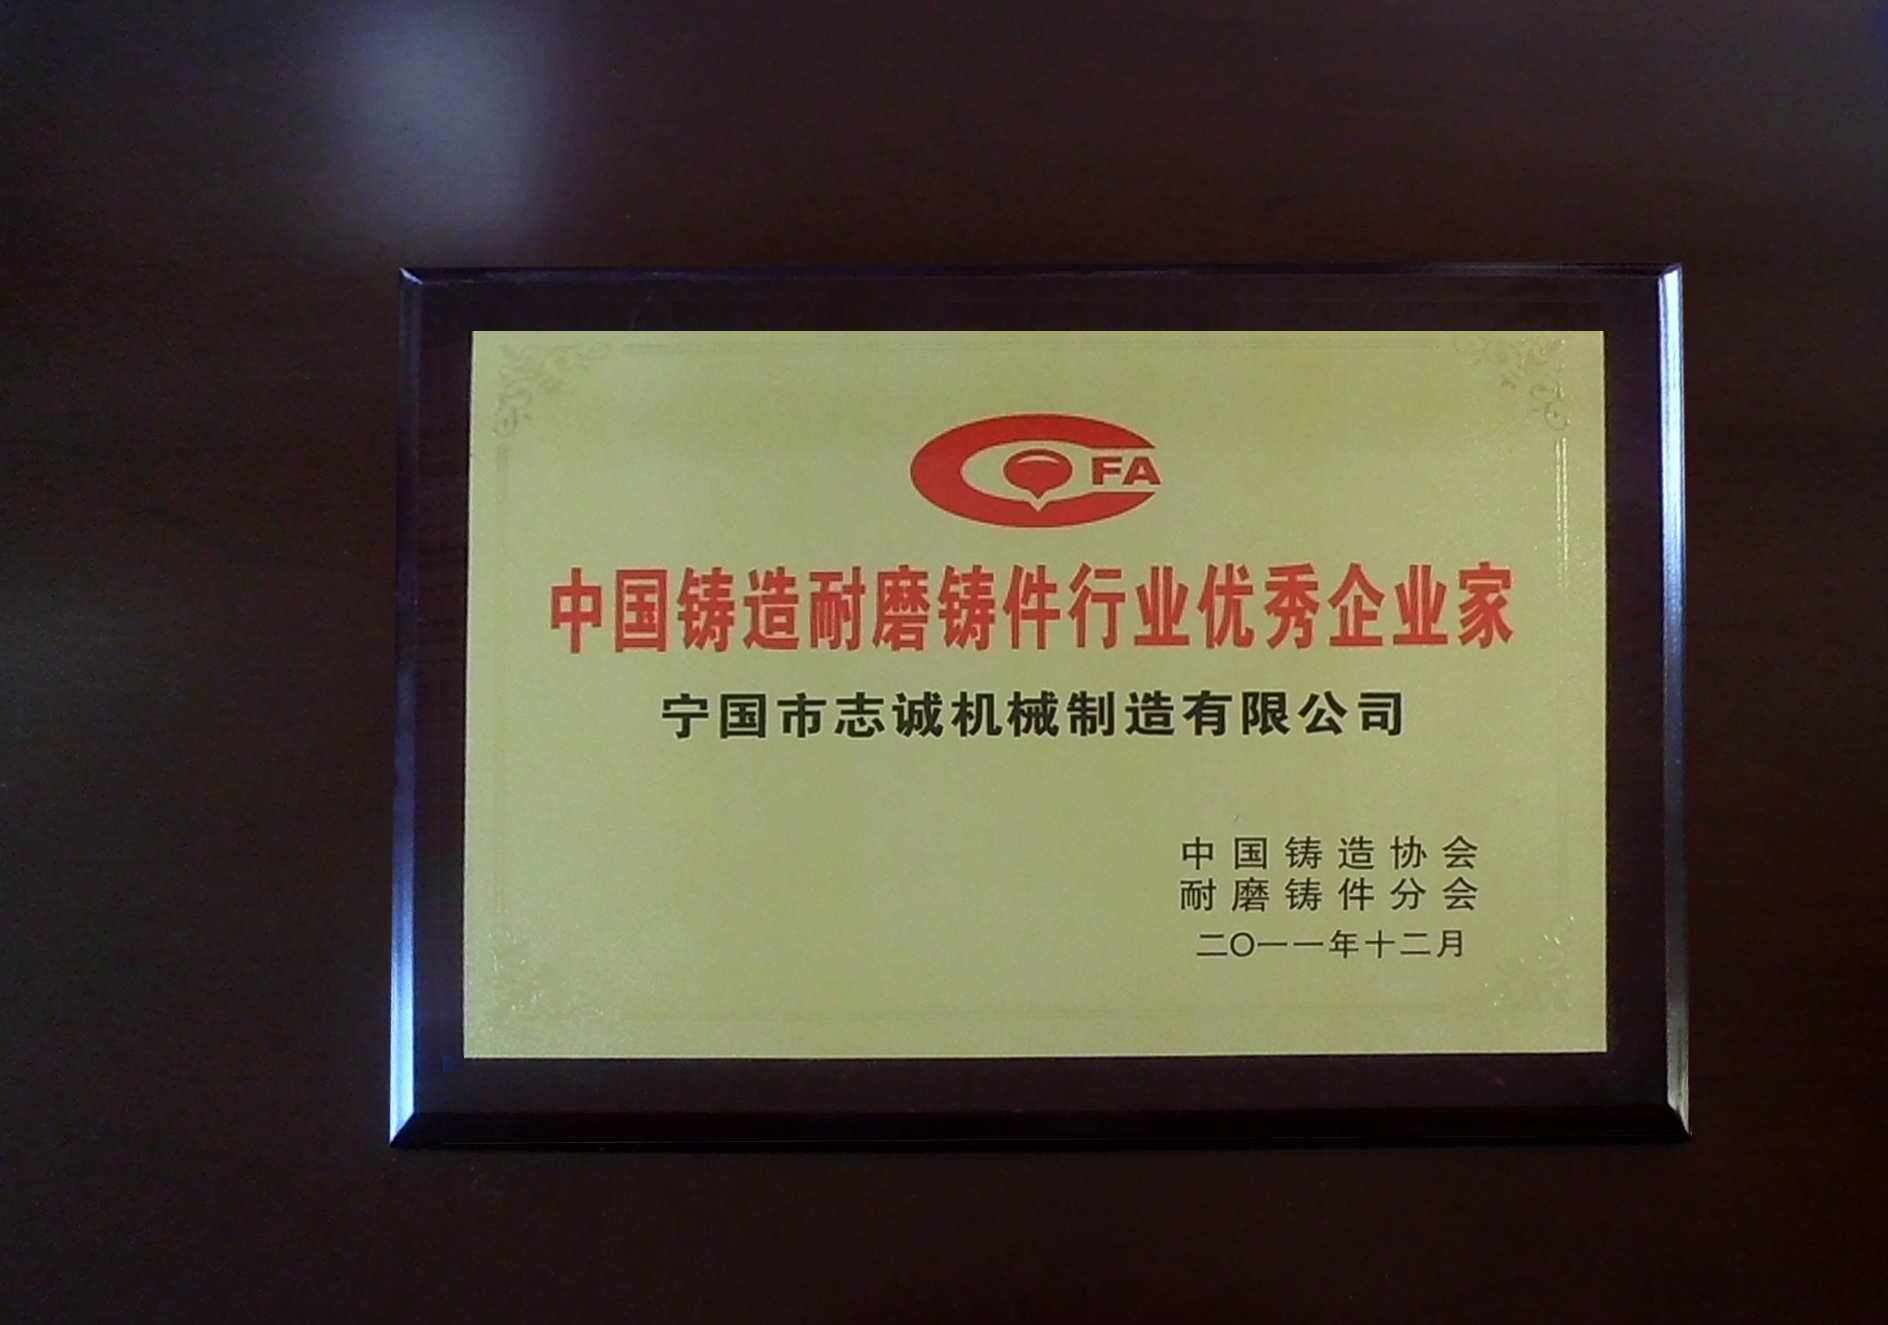 CFA
中国铸造耐磨铸件行业优秀企业家
宁国市志诚机械制造有限公司
中国铸造协会
耐磨铸件分会
二〇一一年十二月